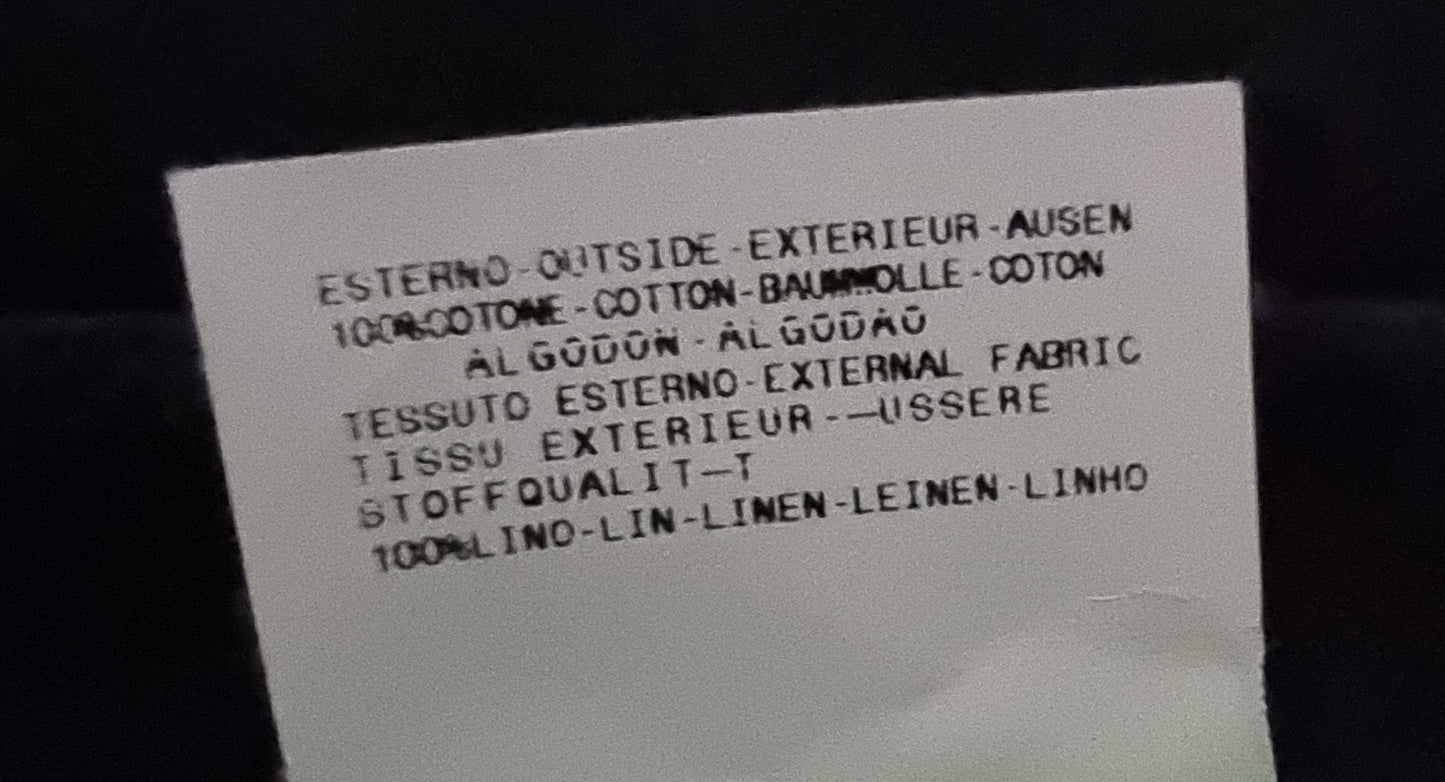 ESTERNO-OUTSIDE-EXTERIEUR-AUSEN
100%COTONE-COTTON-BAUMWOLLE-COTON
ALGODON-ALGODAO
TESSUTO ESTERNO-EXTERNAL FABRIC
TISSU EXTERIEUR-—USSERE
STOFFQUALIT—T
100%LINO-LIN-LINEN-LEINEN-LINHO